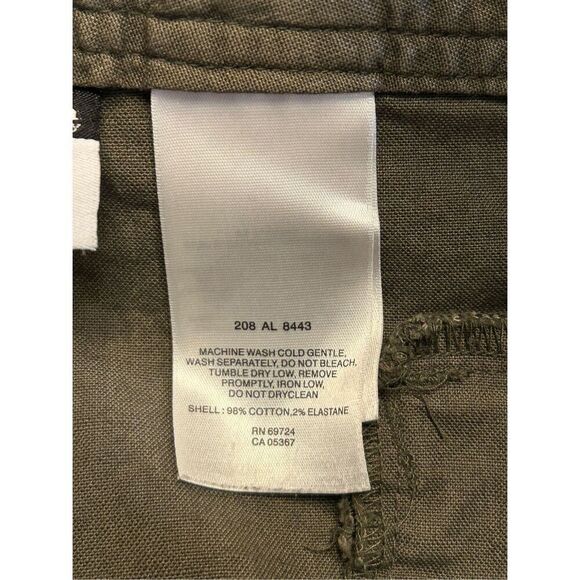 208 AL 8443
MACHINE WASH COLD GENTLE,
WASH SEPARATELY, DO NOT BLEACH.
TUMBLE DRY LOW, REMOVE
PROMPTLY, IRON LOW,
DO NOT DRYCLEAN
SHELL : 98% COTTON,2% ELASTANE
RN 69724
CA 05367